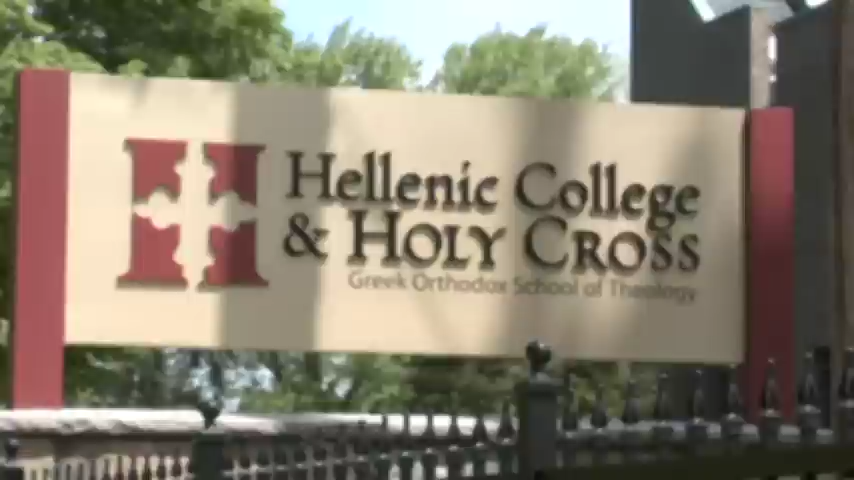 Hellenic College
& HOLY CROSS
Greek Orthodox School of Theology